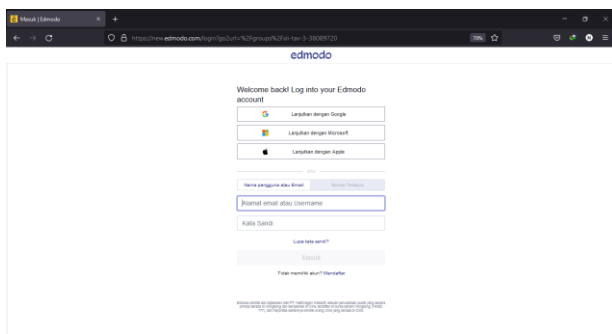 Masuk | Edmodo
https://new.edmodo.com/login?go2url=%2Fgroups%2Fxii-tav-3-38089720
70%
edmodo
Welcome back! Log into your Edmodo
account
Lanjutkan dengan Google
Lanjutkan dengan Microsoft
Lanjutkan dengan Apple
atau
Nama pengguna atau Email
Nomor Telepon
Alamat email atau Username
Kata Sandi
Lupa kata sandi?
Masuk
Tidak memiliki akun? Mendaftar